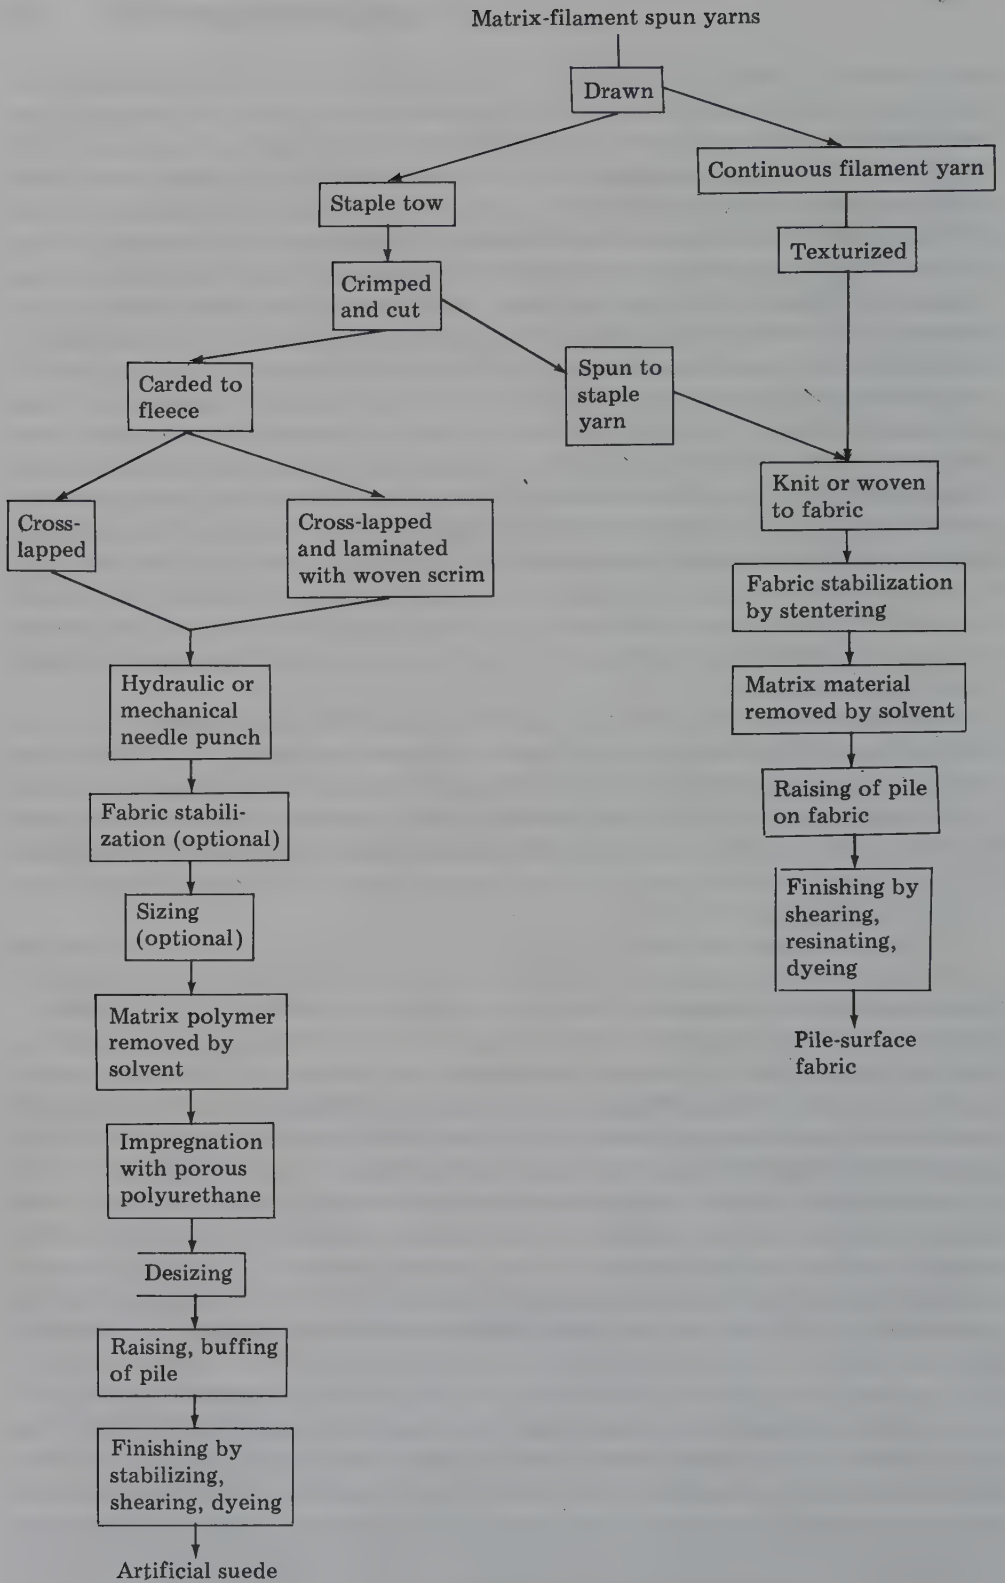 Matrix-filament spun yarns
Drawn
Continuous filament yarn
Staple tow
Texturized
Crimped
and cut
Carded to
fleece
Spun to
staple
yarn
Knit or woven
to fabric
Cross-
lapped
Cross-lapped
and laminated
with woven scrim
Fabric stabilization
by stentering
Hydraulic or
mechanical
needle punch
Matrix material
removed by solvent
Raising of pile
on fabric
Fabric stabili-
zation (optional)
Finishing by
shearing,
resinating,
dyeing
Sizing
(optional)
Matrix polymer
removed by
solvent
Pile-surface
fabric
Impregnation
with porous
polyurethane
Desizing
Raising, buffing
of pile
Finishing by
stabilizing,
shearing, dyeing
Artificial suede